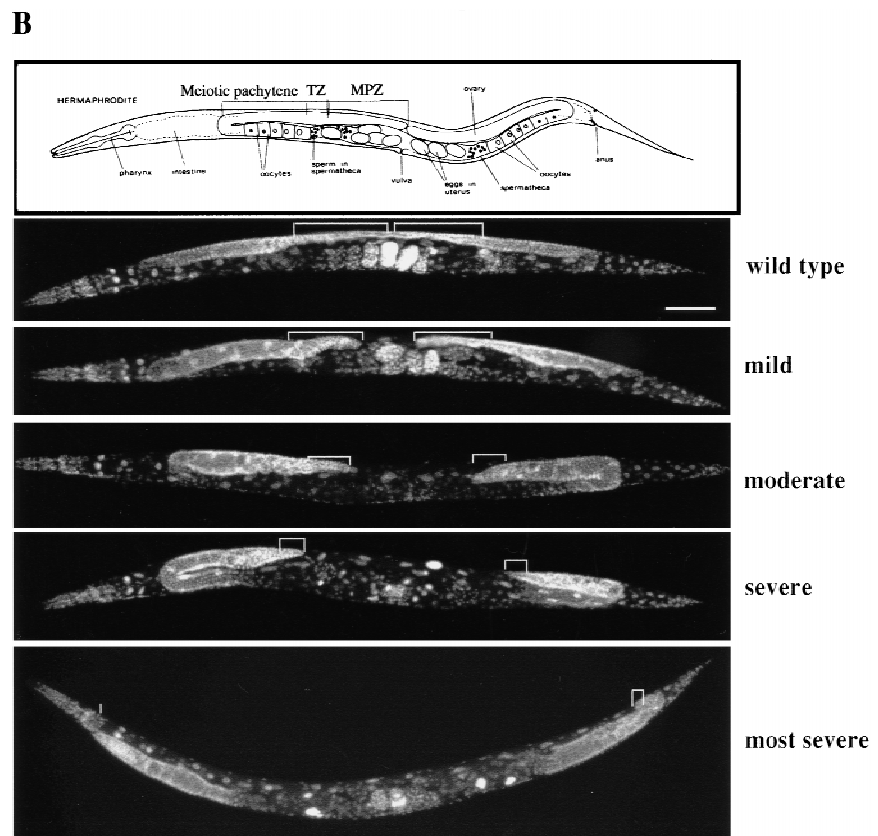 B
Meiotic pachytene TZ MPZ
ovary
HERMAPHRODITE
pharynx
intestine
oocytes
sperm in
spermatheca
vulva
eggs in
uterus
spermatheca
oocytes
anus
wild type
mild
moderate
severe
most severe